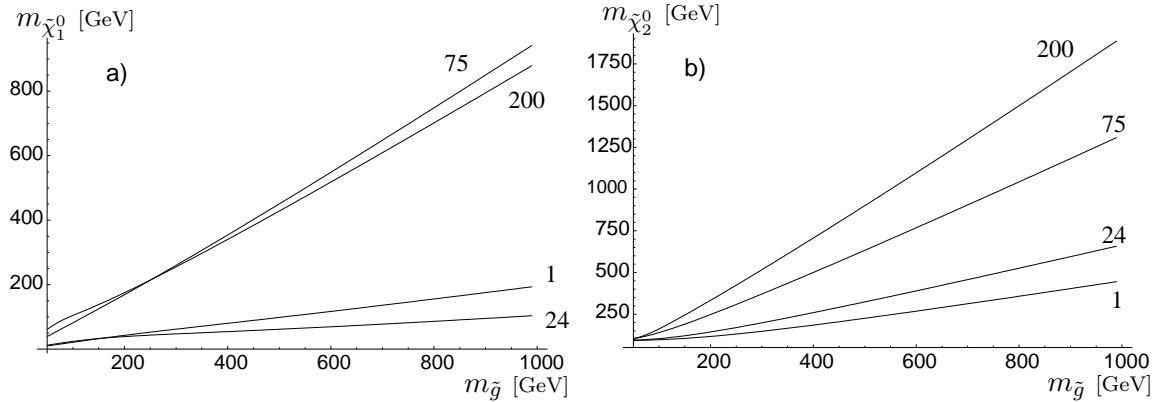 m_{\tilde{χ}_1^0} [GeV]
a)
800
600
400
200
75
200
1
24
200 400 600 800 1000
m_{\tilde{g}} [GeV]
m_{\tilde{χ}_2^0} [GeV]
b)
1750
1500
1250
1000
750
500
250
200
75
24
1
200 400 600 800 1000
m_{\tilde{g}} [GeV]